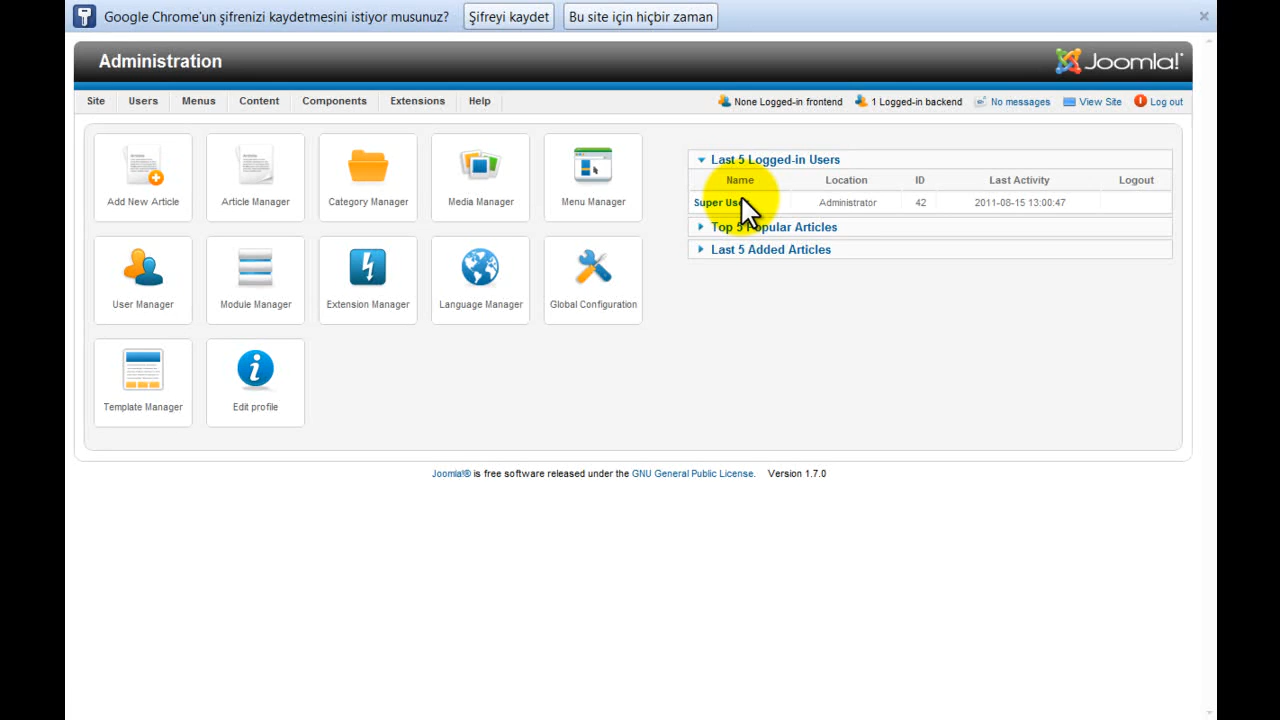 Google Chrome'un şifrenizi kaydetmesini istiyor musunuz? Şifreyi kaydet Bu site için hiçbir zaman
Administration Joomla!
Site Users Menus Content Components Extensions Help None Logged-in frontend 1 Logged-in backend No messages View Site Log out
Add New Article Article Manager Category Manager Media Manager Menu Manager
User Manager Module Manager Extension Manager Language Manager Global Configuration
Template Manager Edit profile
Last 5 Logged-in Users
Name Location ID Last Activity Logout
Super Administrator 42 2011-08-15 13:00:47
Top 5 Popular Articles
Last 5 Added Articles
Joomla!® is free software released under the GNU General Public License. Version 1.7.0